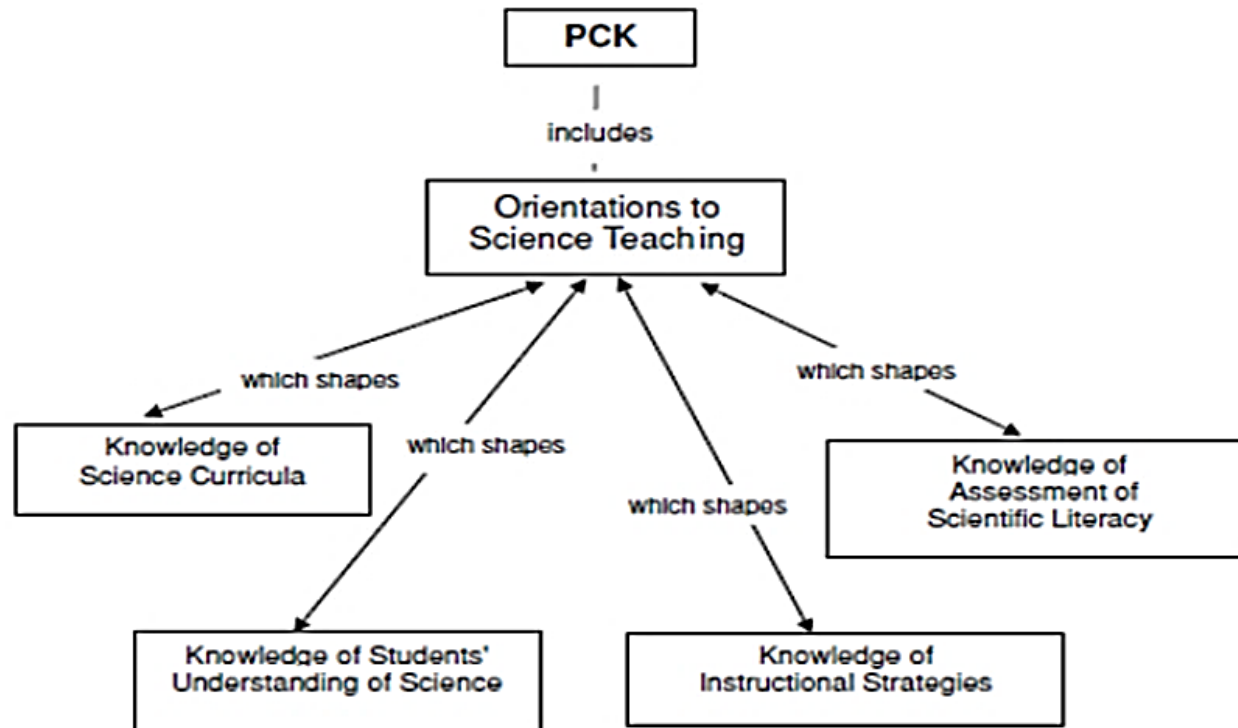 PCK
includes
Orientations to
Science Teaching
which shapes
which shapes
which shapes
which shapes
Knowledge of
Science Curricula
Knowledge of
Assessment of
Scientific Literacy
Knowledge of Students'
Understanding of Science
Knowledge of
Instructional Strategies